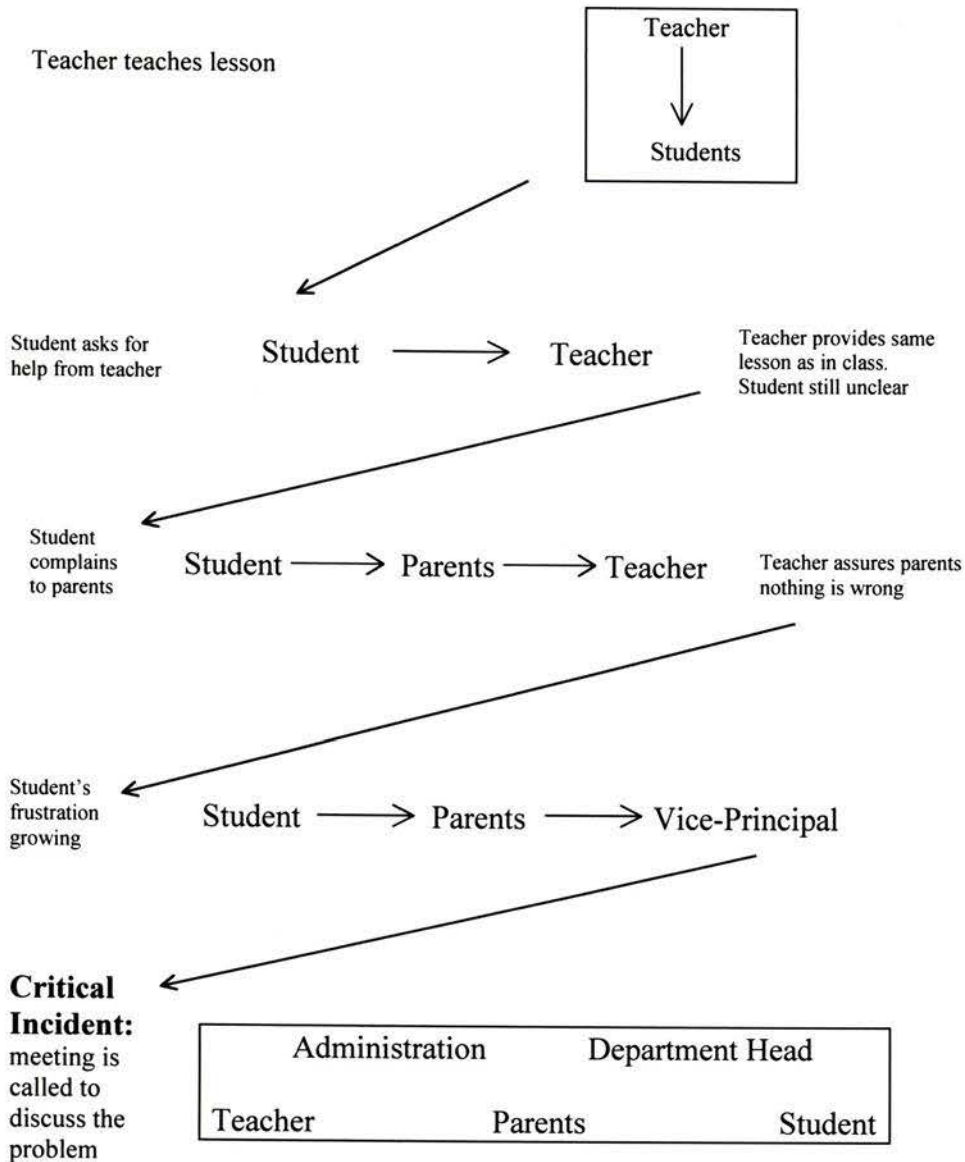 Teacher
Teacher teaches lesson
Students
Student asks for
help from teacher
Student
Teacher
Teacher provides same
lesson as in class.
Student still unclear
Student
complains
to parents
Student
Parents
Teacher
Teacher assures parents
nothing is wrong
Student's
frustration
growing
Student
Parents
Vice-Principal
Critical
Incident:
meeting is
called to
discuss the
problem
Administration
Department Head
Teacher
Parents
Student